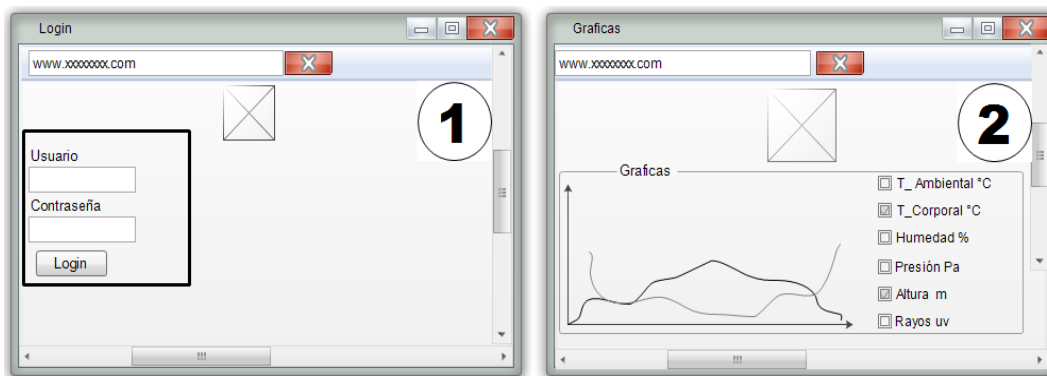 Login
www.xxxxxxxx.com
1
Usuario
Contraseña
Login
Graficas
www.xxxxxxxx.com
2
Graficas
T_ Ambiental °C
T_Corporal °C
Humedad %
Presión Pa
Altura m
Rayos uv